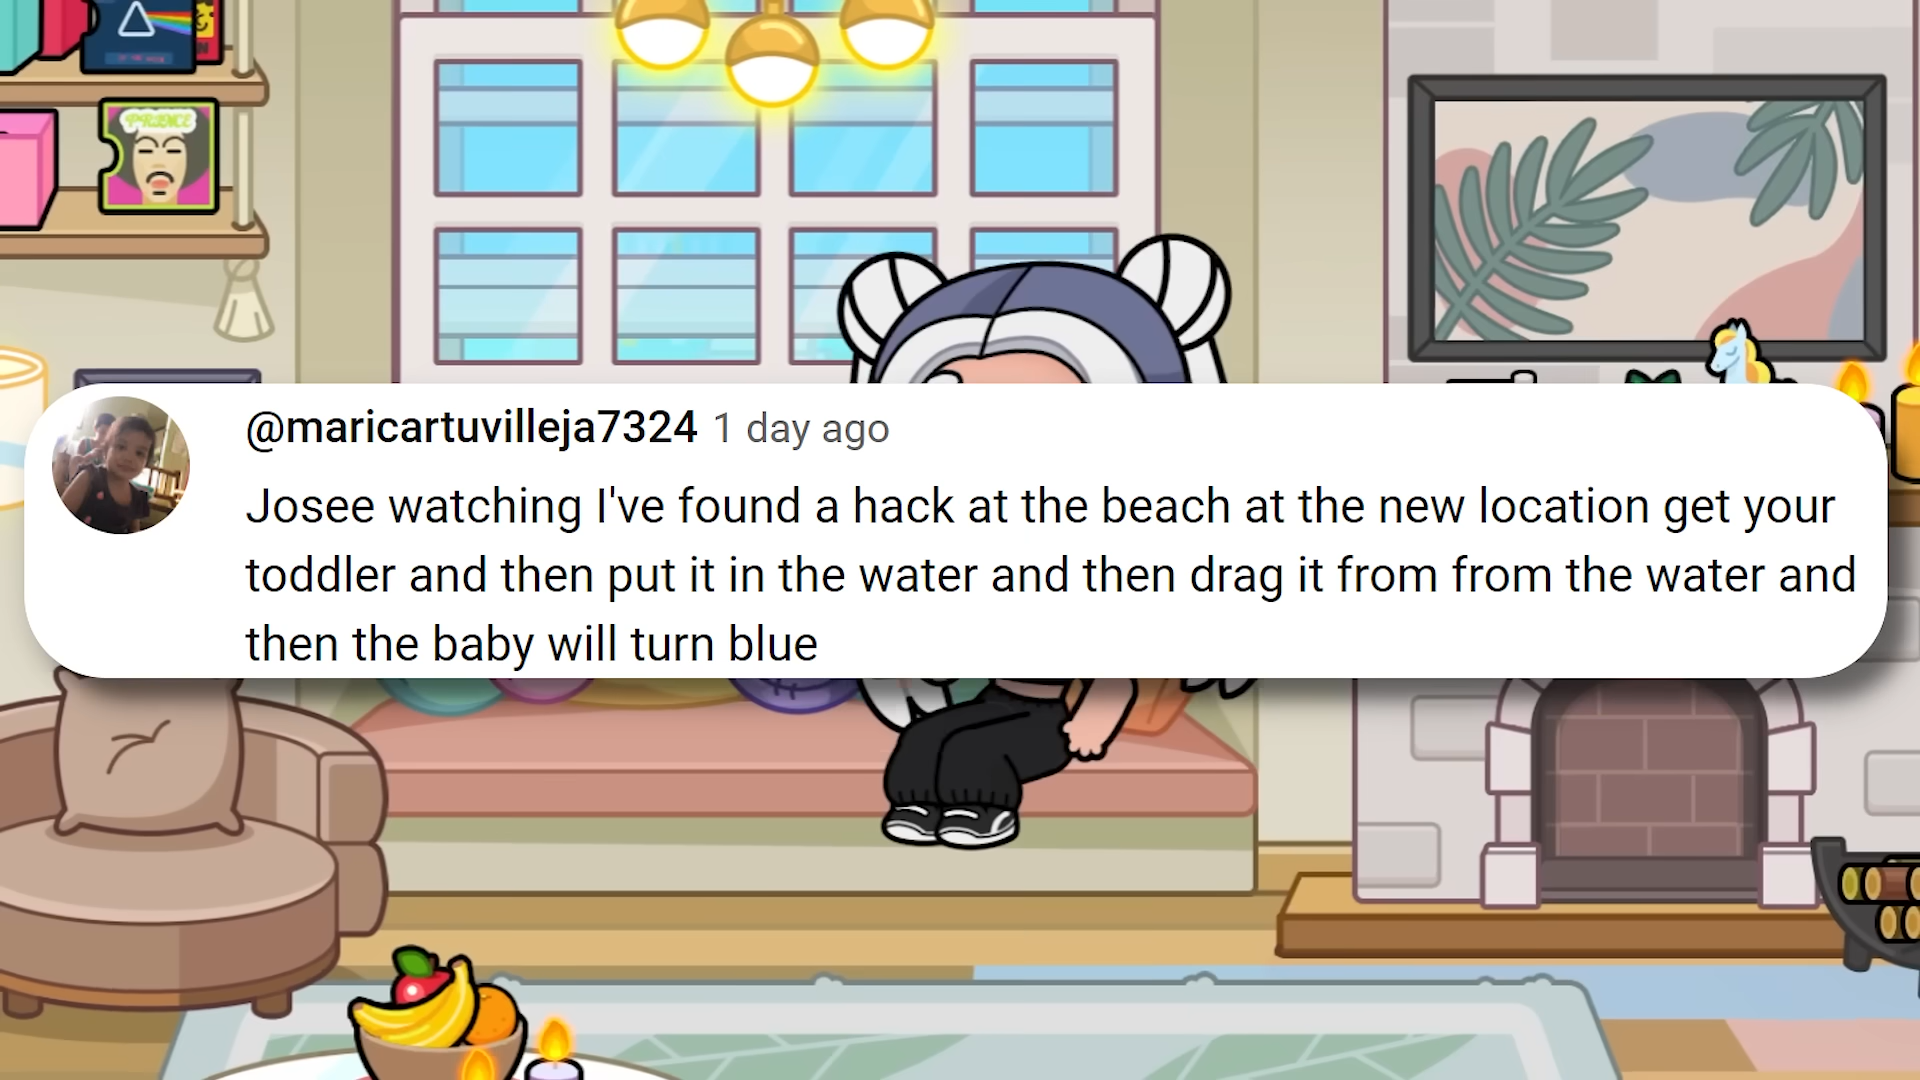 PRINCE
@maricartuvilleja7324 1 day ago
Josee watching I've found a hack at the beach at the new location get your
toddler and then put it in the water and then drag it from from the water and
then the baby will turn blue